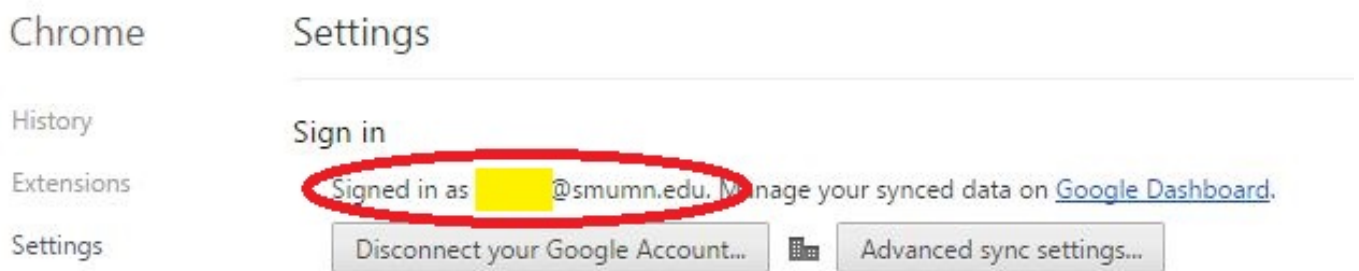 Chrome
Settings
History
Sign in
Extensions
Signed in as @smumn.edu. Manage your synced data on Google Dashboard.
Settings
Disconnect your Google Account...
Advanced sync settings...